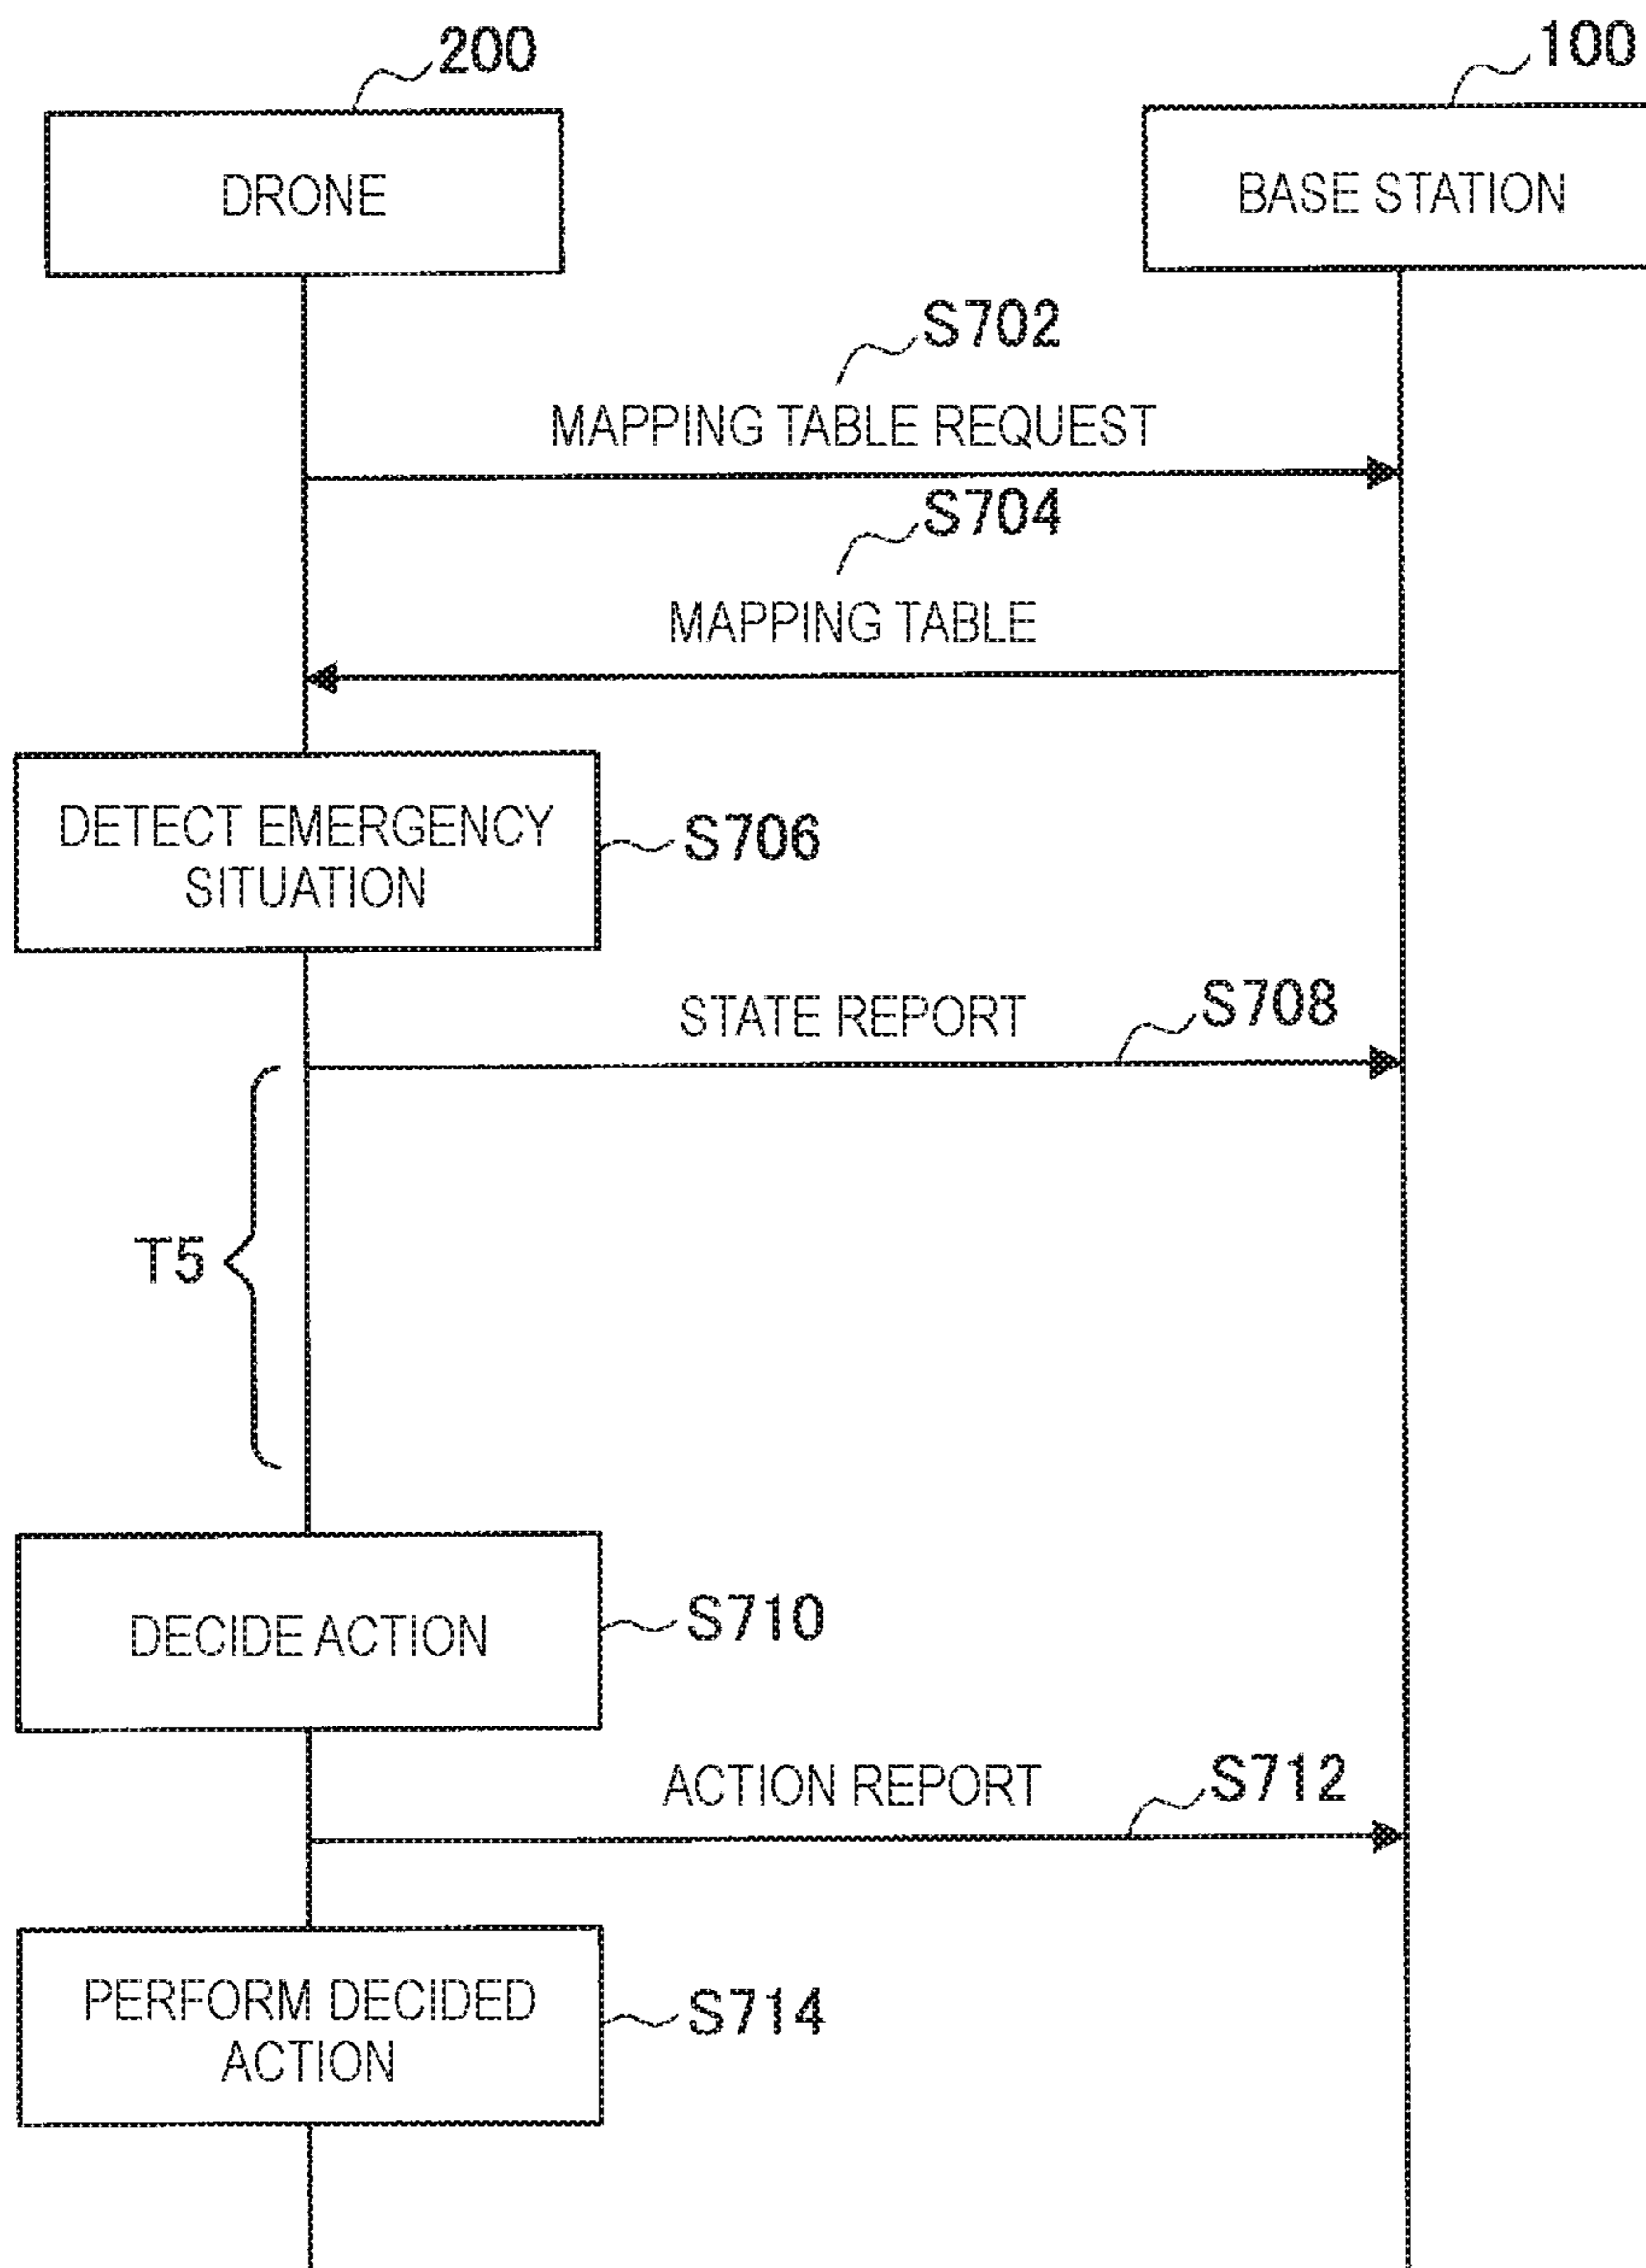 200
100
DRONE
BASE STATION
S702
MAPPING TABLE REQUEST
S704
MAPPING TABLE
DETECT EMERGENCY
SITUATION
S706
STATE REPORT
S708
T5
DECIDE ACTION
S710
ACTION REPORT
S712
PERFORM DECIDED
ACTION
S714